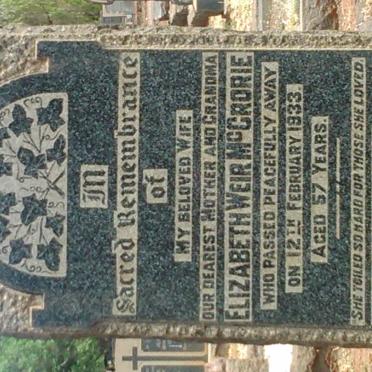 In
Sacred Remembrance
of
MY BELOVED WIFE
OUR DEAREST MOTHER AND GRANDMA
ELIZABETH WEIR MCCRORIE
WHO PASSED PEACEFULLY AWAY
ON 12TH FEBRUARY 1933
AGED 57 YEARS
SHE TOILED SO HARD FOR THOSE SHE LOVED